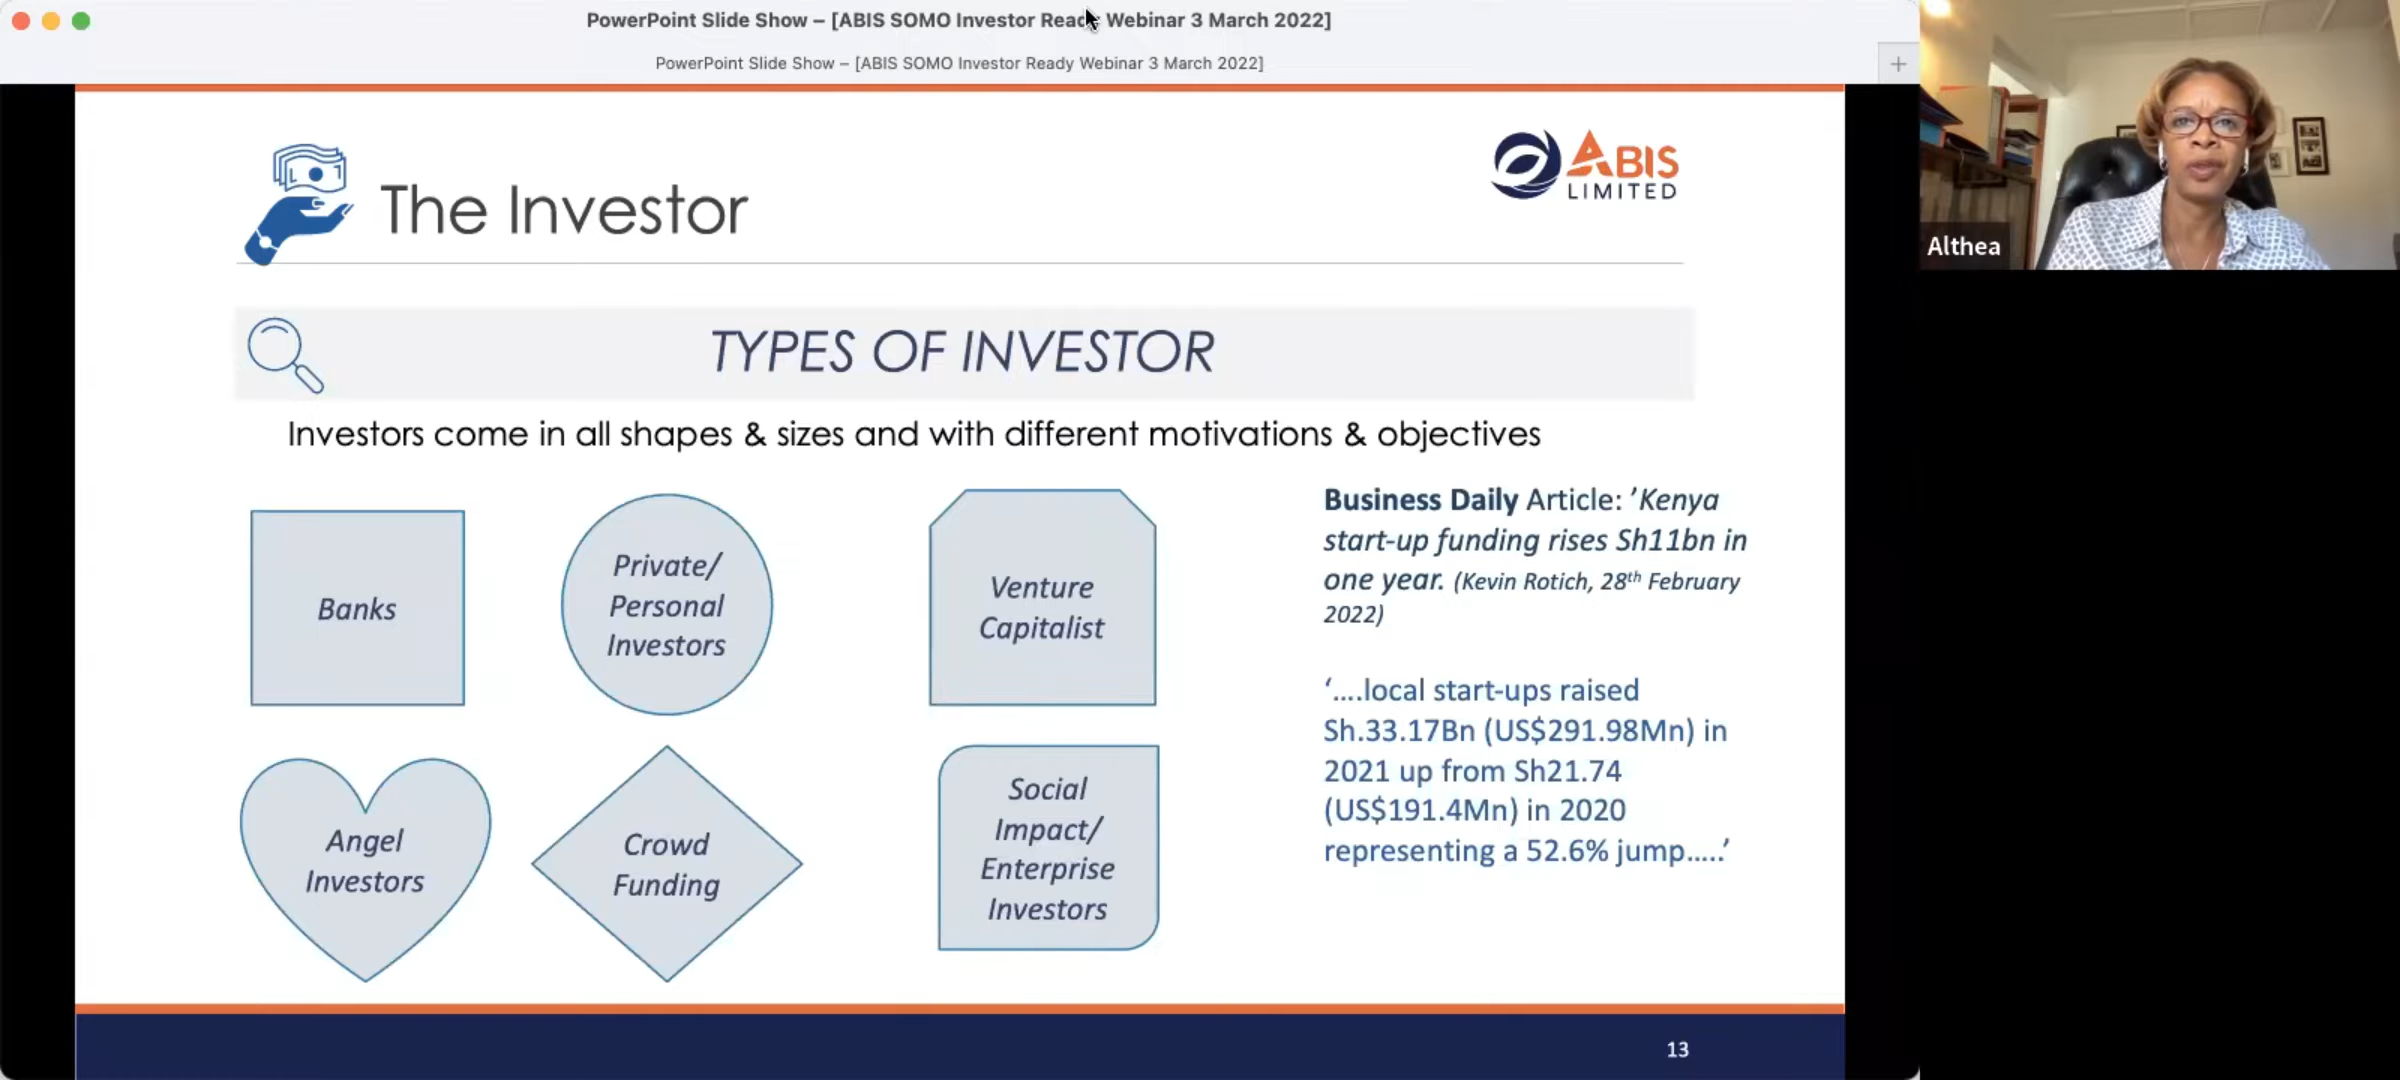 PowerPoint Slide Show – [ABIS SOMO Investor Ready Webinar 3 March 2022]
PowerPoint Slide Show – [ABIS SOMO Investor Ready Webinar 3 March 2022]
+
The Investor
ABIS
LIMITED
Althea
TYPES OF INVESTOR
Investors come in all shapes & sizes and with different motivations & objectives
Banks
Private/
Personal
Investors
Venture
Capitalist
Angel
Investors
Crowd
Funding
Social
Impact/
Enterprise
Investors
Business Daily Article: ’Kenya
start-up funding rises Sh11bn in
one year. (Kevin Rotich, 28th February
2022)
‘....local start-ups raised
Sh.33.17Bn (US$291.98Mn) in
2021 up from Sh21.74
(US$191.4Mn) in 2020
representing a 52.6% jump.....’
13